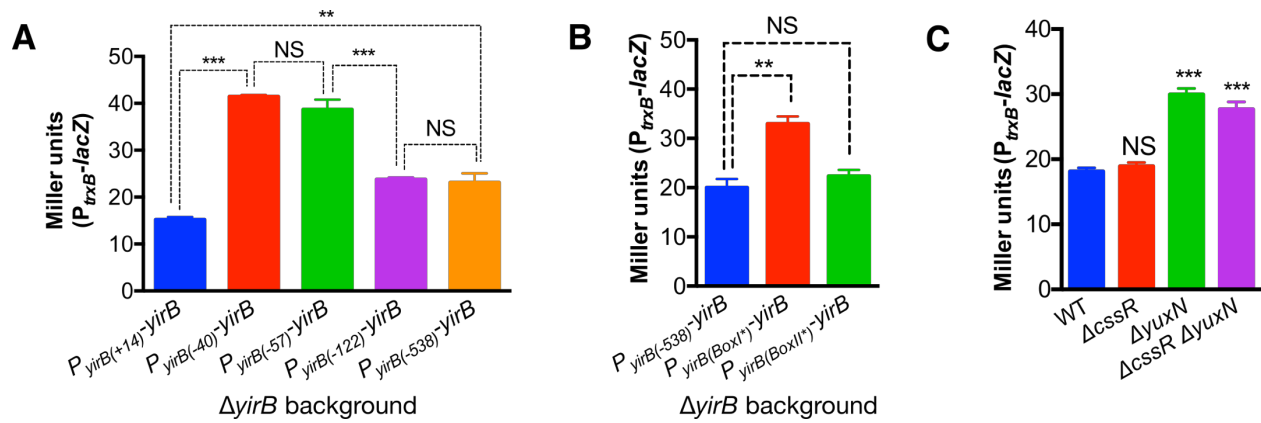 A
**
***
NS
***
NS
Miller units
(PtrxB-lacZ)
50
40
30
20
10
0
PyirB(+14)-yirB
PyirB(-40)-yirB
PyirB(-57)-yirB
PyirB(-122)-yirB
PyirB(-538)-yirB
ΔyirB background
B
NS
**
Miller units (PtrxB-lacZ)
50
40
30
20
10
0
PyirB(-538)-yirB
PyirB(BoxI*)-yirB
PyirB(BoxII*)-yirB
ΔyirB background
C
NS
***
***
Miller units (PtrxB-lacZ)
40
30
20
10
0
WT
ΔcssR
ΔyuxN
ΔcssR ΔyuxN